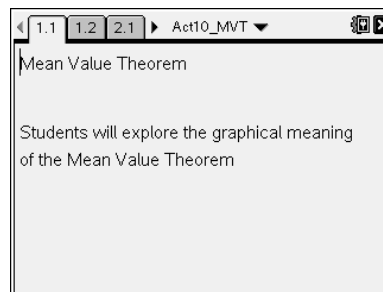 1.1 1.2 2.1 Act10_MVT
Mean Value Theorem
Students will explore the graphical meaning
of the Mean Value Theorem